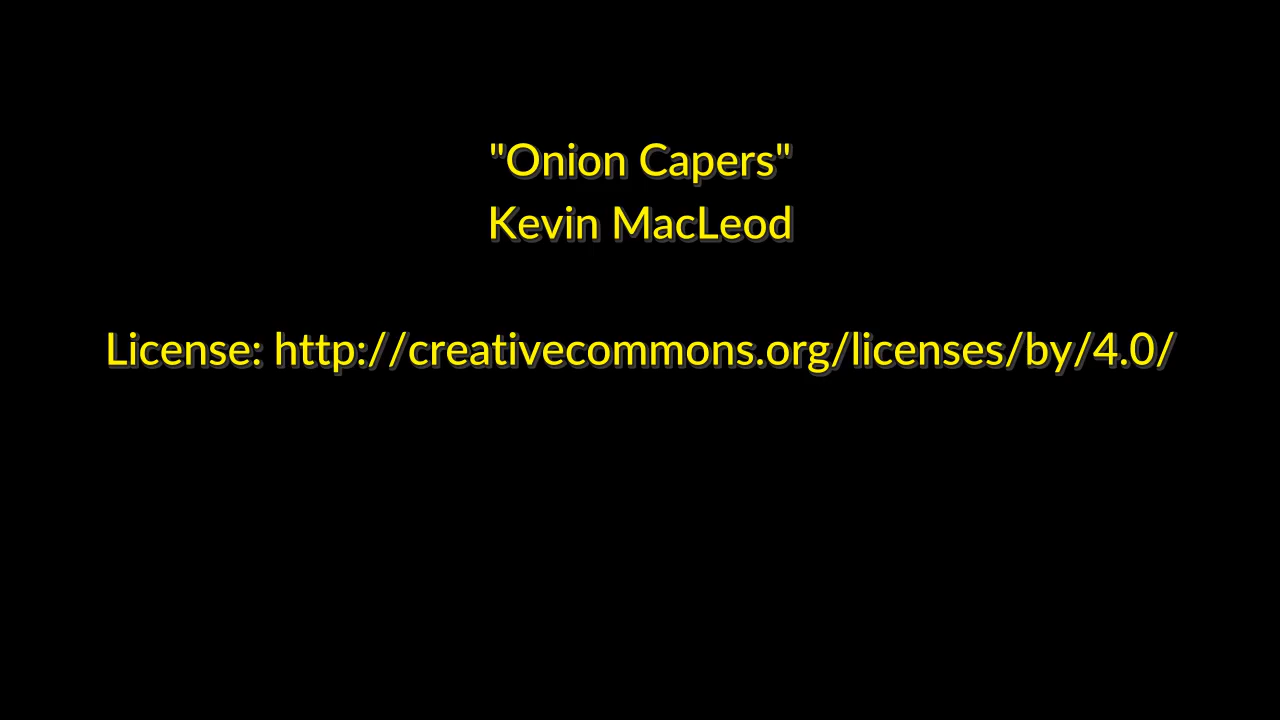 "Onion Capers"
Kevin MacLeod
License: http://creativecommons.org/licenses/by/4.0/